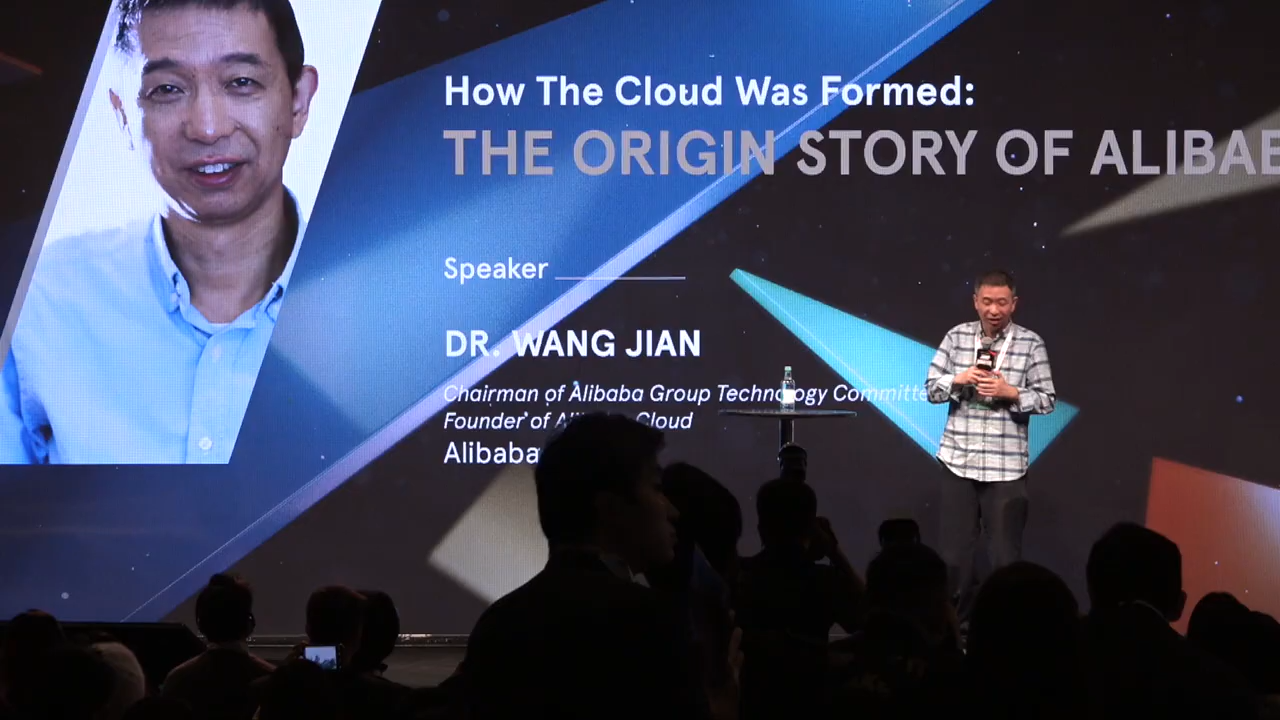 How The Cloud Was Formed:
THE ORIGIN STORY OF ALIBAB
Speaker
DR. WANG JIAN
Chairman of Alibaba Group Technology Committe
Founder of Cloud
Alibaba